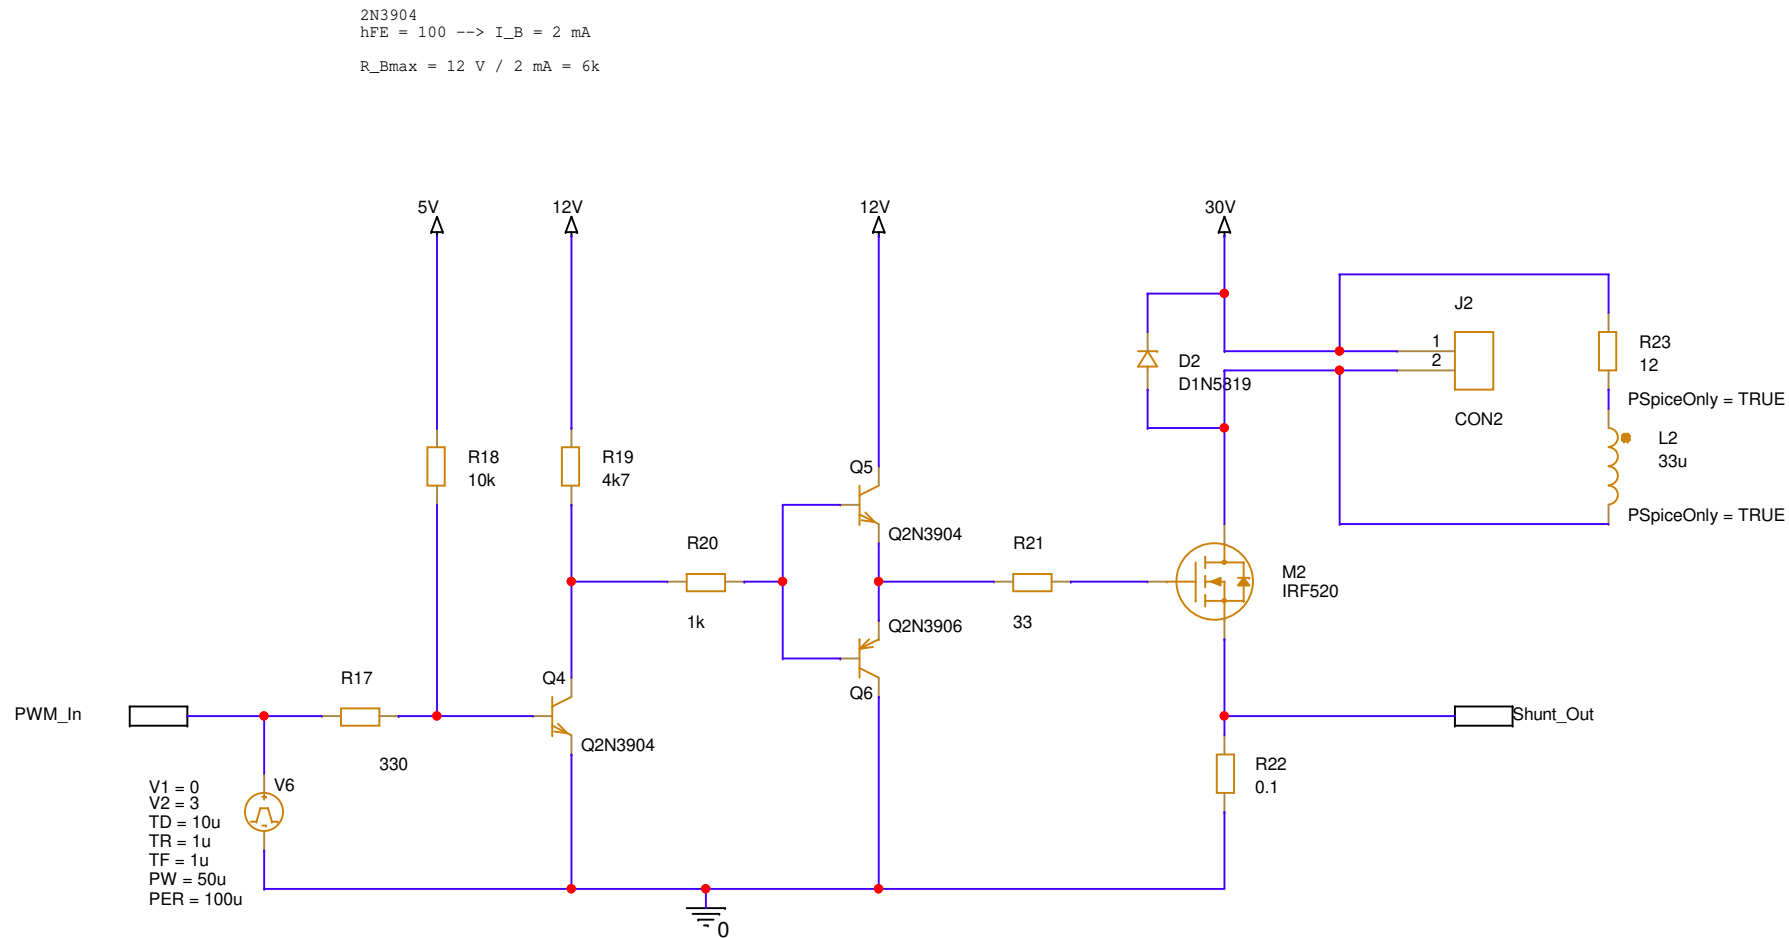 2N3904
hFE = 100 --> I_B = 2 mA
R_Bmax = 12 V / 2 mA = 6k
5V
12V
12V
30V
J2
1
2
CON2
R23
12
PSpiceOnly = TRUE
L2
33u
PSpiceOnly = TRUE
D2
D1N5819
R18
10k
R19
4k7
Q5
Q2N3904
R20
1k
R21
33
M2
IRF520
Q2N3906
Q6
Q4
Q2N3904
R17
330
PWM_In
Shunt_Out
R22
0.1
V6
V1 = 0
V2 = 3
TD = 10u
TR = 1u
TF = 1u
PW = 50u
PER = 100u
0